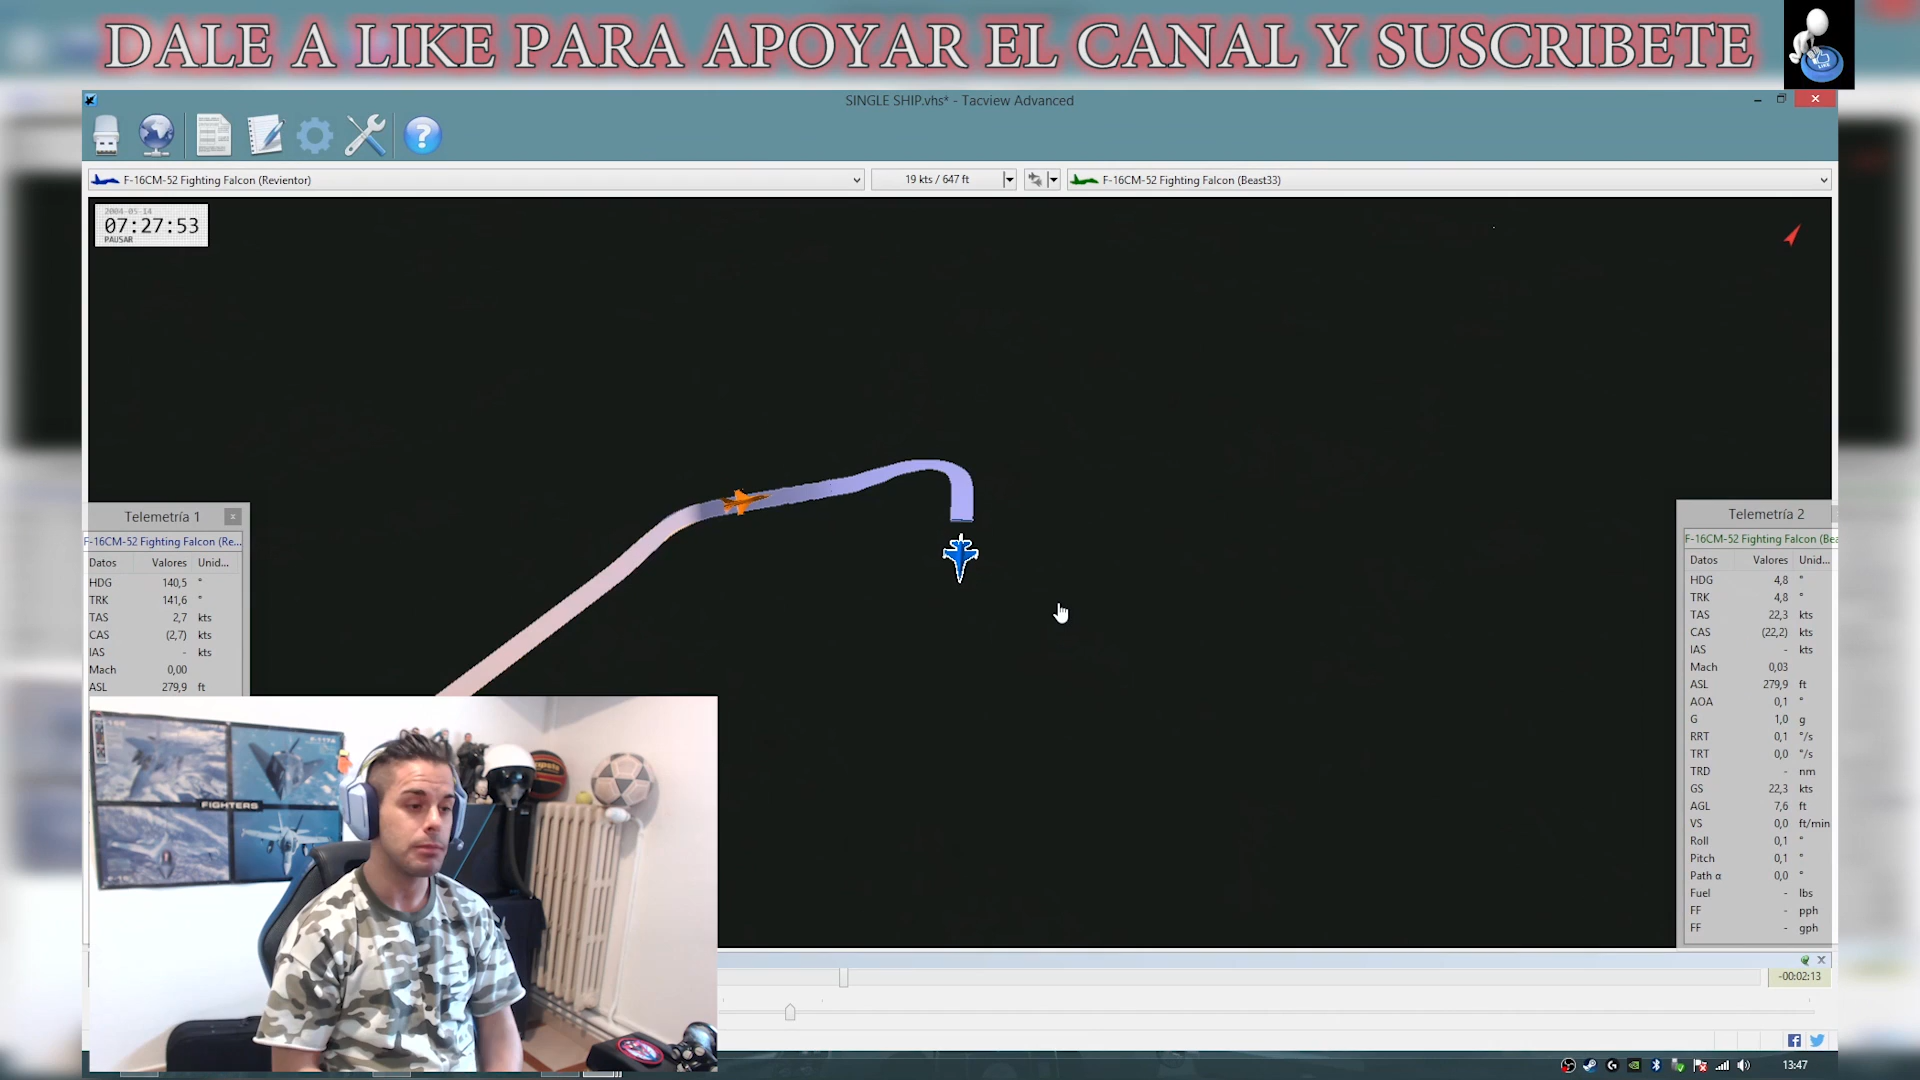 DALE A LIKE PARA APOYAR EL CANAL Y SUSCRIBETE
LIKE
SINGLE SHIP.vhs* - Tacview Advanced
F-16CM-52 Fighting Falcon (Revientor)
19 kts / 647 ft
F-16CM-52 Fighting Falcon (Beast33)
2004-05-14
07:27:53
PAUSAR
Telemetría 1
F-16CM-52 Fighting Falcon (Re...
Datos Valores Unid...
HDG 140,5 °
TRK 141,6 °
TAS 2,7 kts
CAS (2,7) kts
IAS - kts
Mach 0,00
ASL 279,9 ft
Telemetría 2
F-16CM-52 Fighting Falcon (Bea
Datos Valores Unid...
HDG 4,8 °
TRK 4,8 °
TAS 22,3 kts
CAS (22,2) kts
IAS - kts
Mach 0,03
ASL 279,9 ft
AOA 0,1 °
G 1,0 g
RRT 0,1 °/s
TRT 0,0 °/s
TRD - nm
GS 22,3 kts
AGL 7,6 ft
VS 0,0 ft/min
Roll 0,1 °
Pitch 0,1 °
Path α 0,0 °
Fuel - lbs
FF - pph
FF - gph
FIGHTERS
-00:02:13
13:47